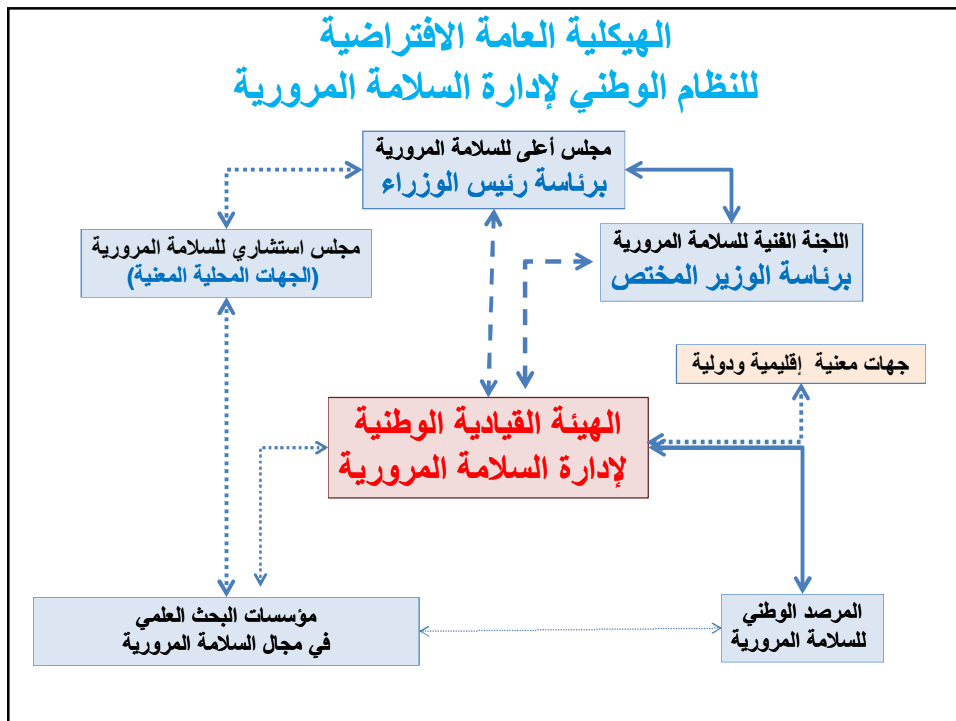 الهيكلية العامة الافتراضية
للنظام الوطني لإدارة السلامة المرورية
مجلس أعلى للسلامة المرورية
برئاسة رئيس الوزراء
اللجنة الفنية للسلامة المرورية
برئاسة الوزير المختص
مجلس استشاري للسلامة المرورية
(الجهات المحلية المعنية)
جهات معنية إقليمية ودولية
الهيئة القيادية الوطنية
لإدارة السلامة المرورية
المرصد الوطني
للسلامة المرورية
مؤسسات البحث العلمي
في مجال السلامة المرورية